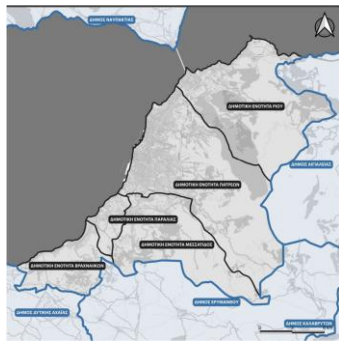 ΔΗΜΟΣ ΝΑΥΠΑΚΤΙΑΣ
ΔΗΜΟΤΙΚΗ ΕΝΟΤΗΤΑ ΡΙΟΥ
ΔΗΜΟΣ ΑΙΓΙΑΛΕΙΑΣ
ΔΗΜΟΤΙΚΗ ΕΝΟΤΗΤΑ ΠΑΤΡΕΩΝ
ΔΗΜΟΤΙΚΗ ΕΝΟΤΗΤΑ ΠΑΡΑΛΙΑΣ
ΔΗΜΟΤΙΚΗ ΕΝΟΤΗΤΑ ΜΕΣΣΑΤΙΔΟΣ
ΔΗΜΟΤΙΚΗ ΕΝΟΤΗΤΑ ΒΡΑΧΝΑΙΙΚΩΝ
ΔΗΜΟΣ ΕΡΥΜΑΝΘΟΥ
ΔΗΜΟΣ ΔΥΤΙΚΗΣ ΑΧΑΪΑΣ
ΔΗΜΟΣ ΚΑΛΑΒΡΥΤΩΝ